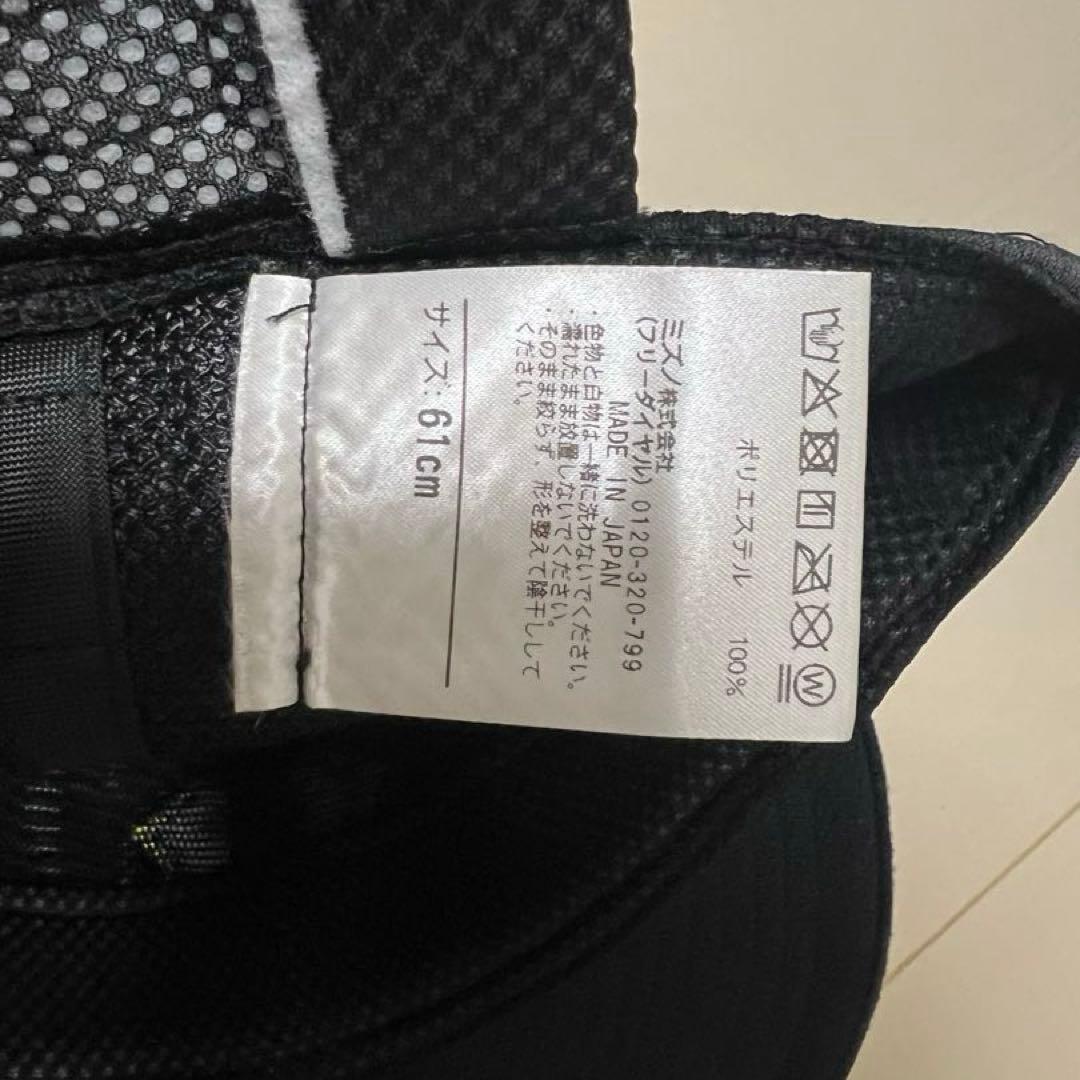 ポリエステル 100%
ミズノ株式会社
(フリーダイヤル) 0120-320-799
MADE IN JAPAN
・色物と白物は一緒に洗わないでください。
・濡れたまま放置しないでください。
・そのまま絞らず、形を整えて陰干しして
ください。
サイズ:61cm